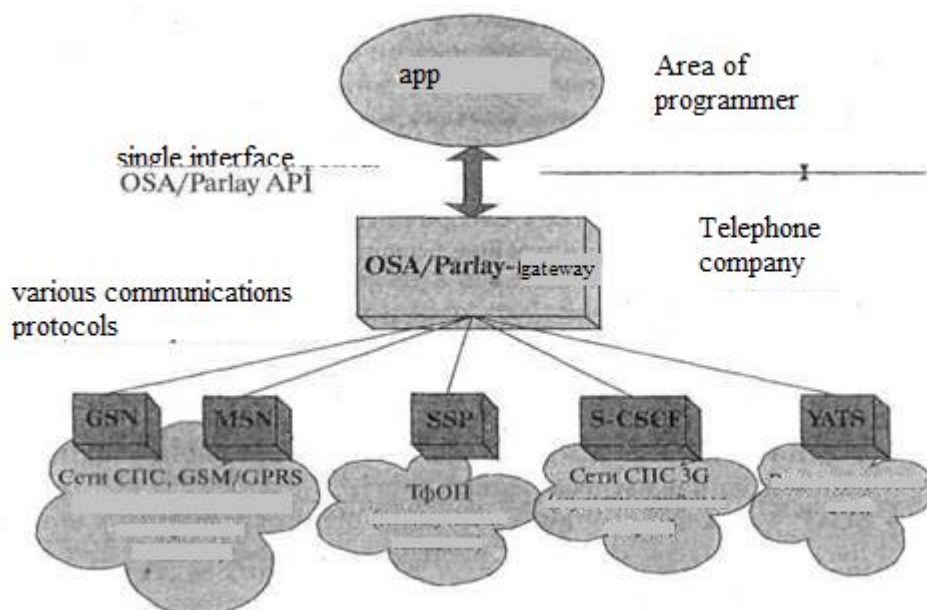 app
Area of
programmer
single interface
OSA/Parlay API
Telephone
company
OSA/Parlay- gateway
various communications
protocols
GSN
MSN
SSP
S-CSCF
YATS
Сети СПС, GSM/GPRS
ТфОП
Сети СПС 3G